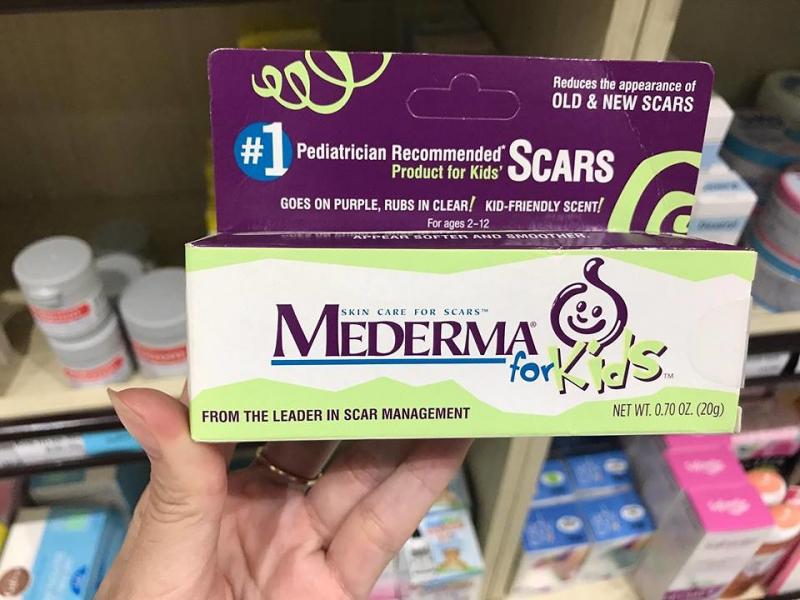 Reduces the appearance of
OLD & NEW SCARS
#1 Pediatrician Recommended* SCARS
Product for Kids'
GOES ON PURPLE, RUBS IN CLEAR! KID-FRIENDLY SCENT!
For ages 2–12
APPEAR SOFTER AND SMOOTHER
SKIN CARE FOR SCARS™
MEDERMA®
for Kids™
FROM THE LEADER IN SCAR MANAGEMENT
NET WT. 0.70 OZ. (20g)